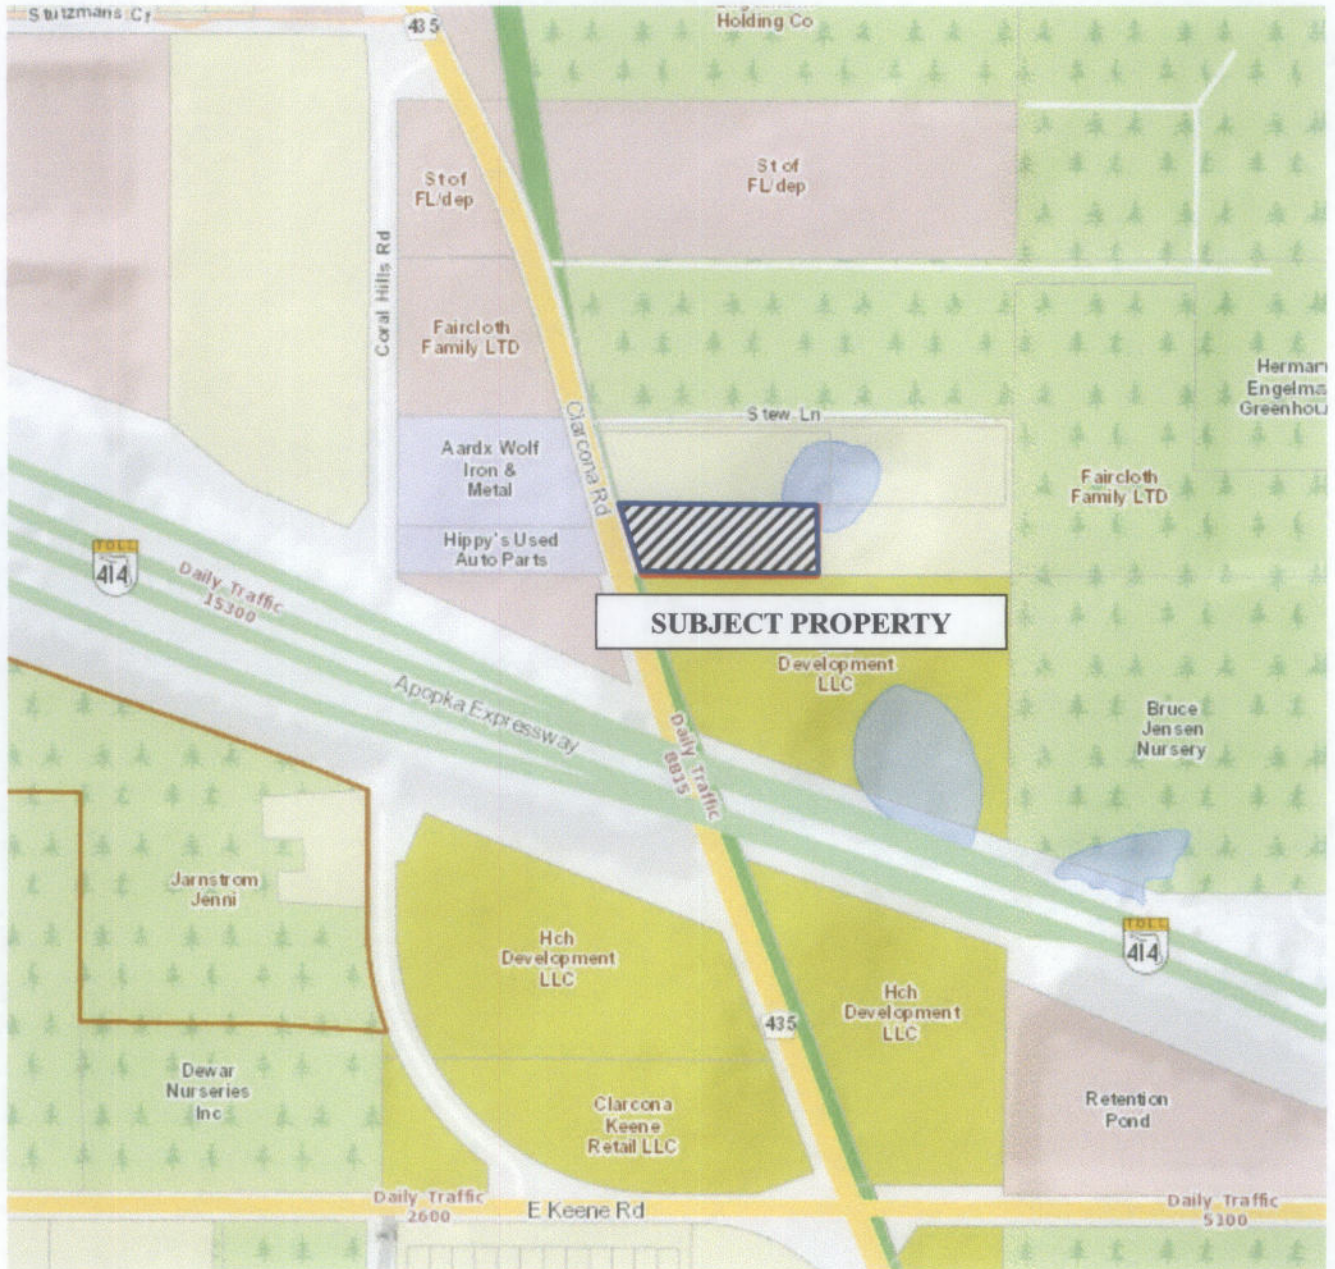 Stutzmans Ct
435
Holding Co
St of
FL/dep
St of
FL/dep
Coral Hills Rd
Faircloth
Family LTD
Herman
Engelma
Greenhou
Clarcona Rd
Stew Ln
Aardx Wolf
Iron &
Metal
Faircloth
Family LTD
Hippy's Used
Auto Parts
TOLL
414
Daily Traffic
15300
SUBJECT PROPERTY
Development
LLC
Apopka Expressway
Daily Traffic
8835
Bruce
Jensen
Nursery
Jarnstrom
Jenni
Hch
Development
LLC
TOLL
414
Hch
Development
LLC
435
Dewar
Nurseries
Inc
Clarcona
Keene
Retail LLC
Retention
Pond
Daily Traffic
2600
E Keene Rd
Daily Traffic
5300